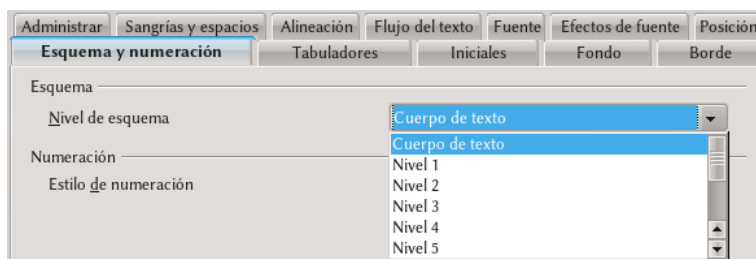 Administrar Sangrías y espacios Alineación Flujo del texto Fuente Efectos de fuente Posición
Esquema y numeración Tabuladores Iniciales Fondo Borde
Esquema
Nivel de esquema Cuerpo de texto
Cuerpo de texto
Numeración
Nivel 1
Estilo de numeración
Nivel 2
Nivel 3
Nivel 4
Nivel 5